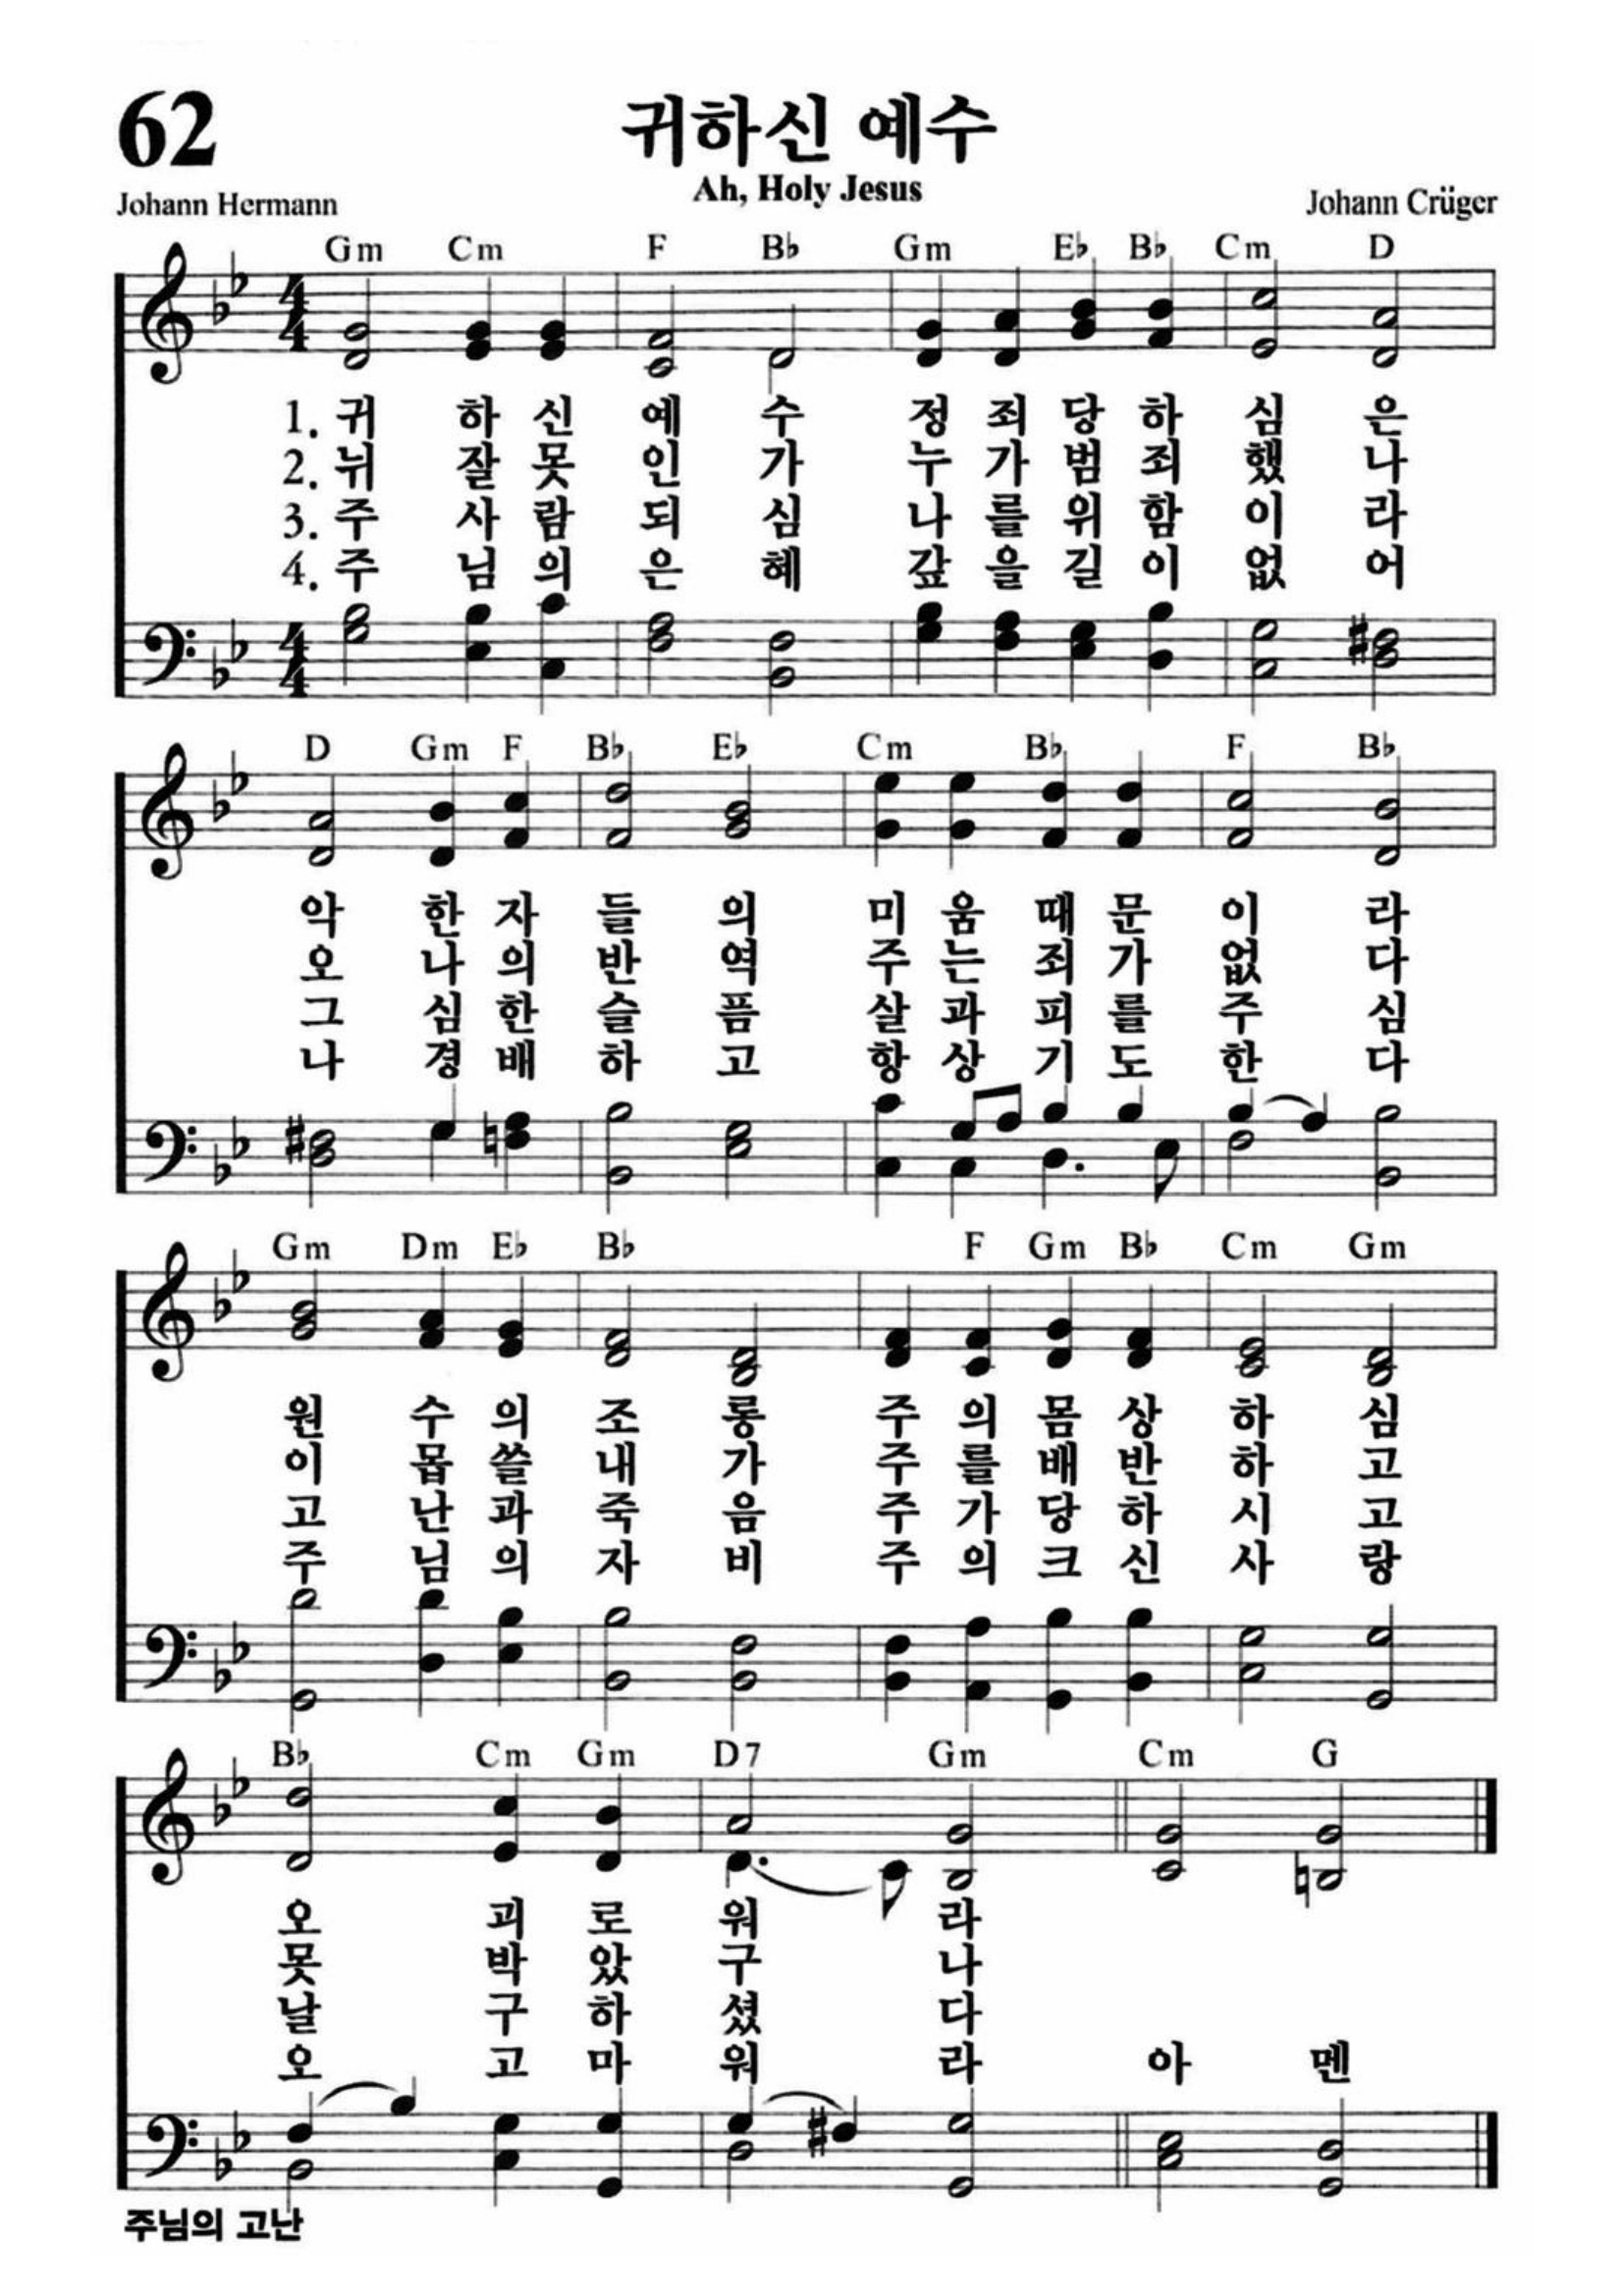 62
귀하신 예수
Ah, Holy Jesus
Johann Hermann
Johann Crüger
Gm Cm F B♭ Gm E♭ B♭ Cm D
1. 귀 하 신 예 수 정 죄 당 하 심 은
2. 뉘 잘 못 인 가 누 가 범 죄 했 나
3. 주 사 람 되 심 나 를 위 함 이 라
4. 주 님 의 은 혜 갚 을 길 이 없 어
D Gm F B♭ E♭ Cm B♭ F B♭
악 한 자 들 의 미 움 때 문 이 라
오 나 의 반 역 주 는 죄 가 없 다
그 심 한 슬 픔 살 과 피 를 주 심
나 경 배 하 고 항 상 기 도 한 다
Gm Dm E♭ B♭ F Gm B♭ Cm Gm
원 수 의 조 롱 주 의 몸 상 하 심
이 몹 쓸 내 가 주 를 배 반 하 고
고 난 과 죽 음 주 가 당 하 시 고
주 님 의 자 비 주 의 크 신 사 랑
B♭ Cm Gm D7 Gm Cm G
오 괴 로 워 라
못 박 았 구 나
날 구 하 셨 다
오 고 마 워 라 아 멘
주님의 고난